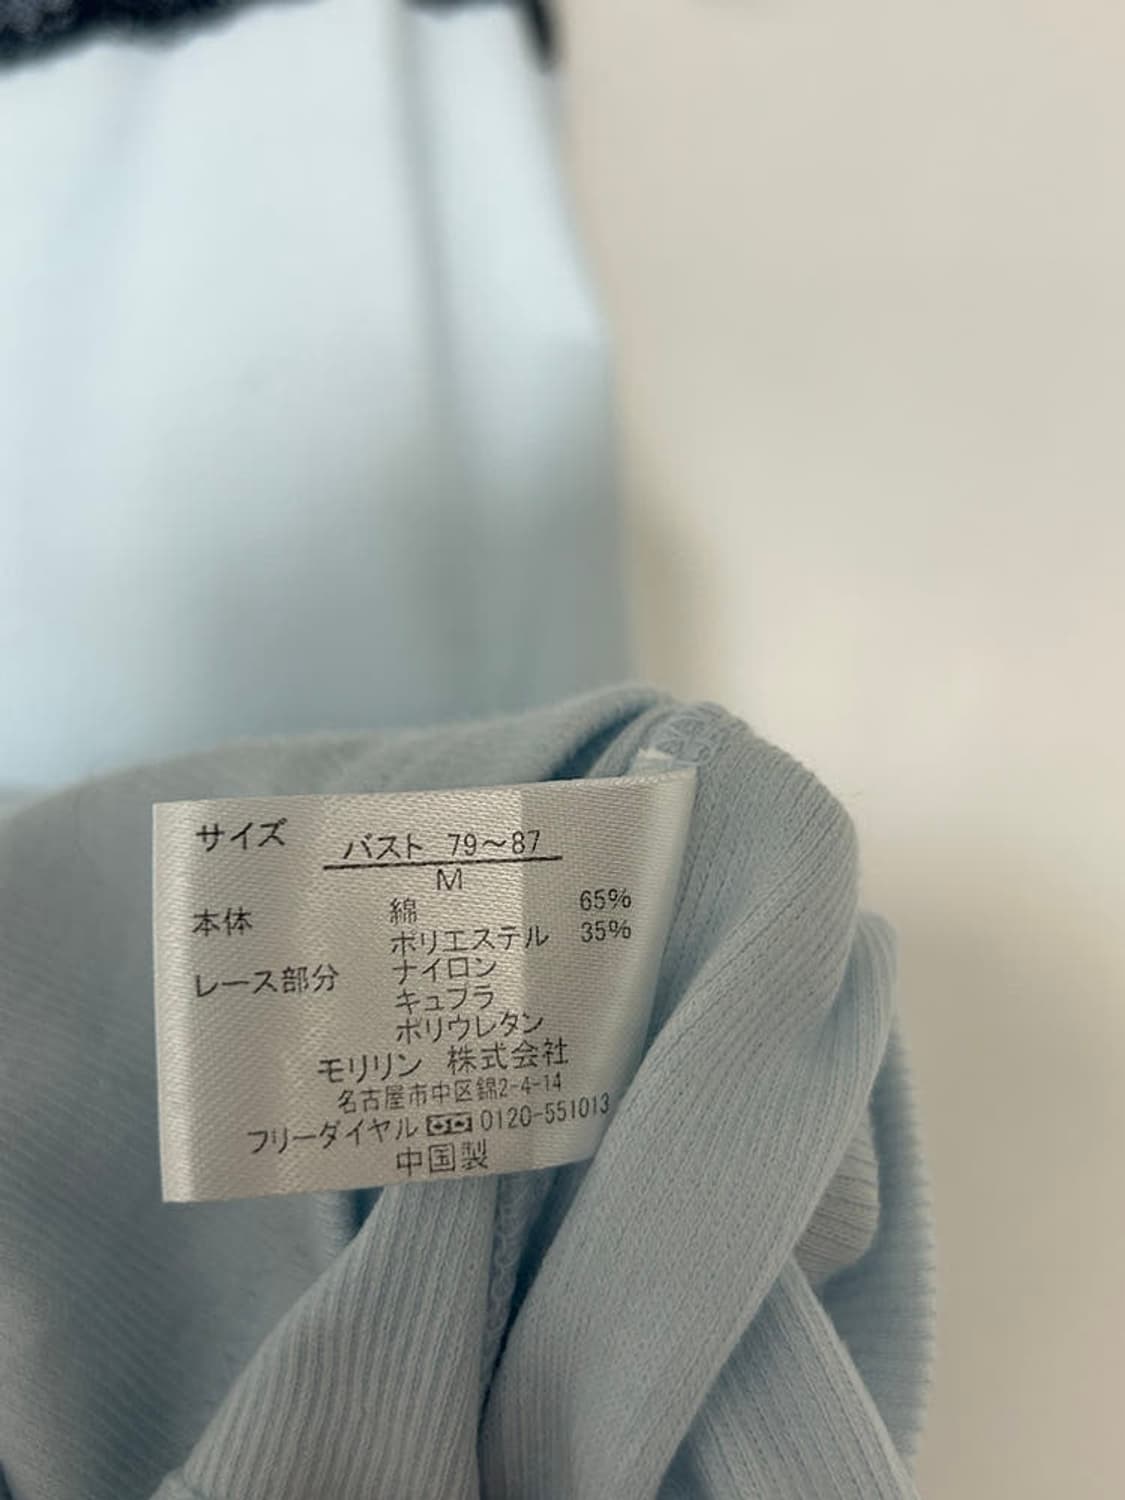 サイズ バスト 79～87
M
本体 綿 65%
ポリエステル 35%
レース部分 ナイロン
キュプラ
ポリウレタン
モリリン 株式会社
名古屋市中区錦2-4-14
フリーダイヤル 0120-551013
中国製